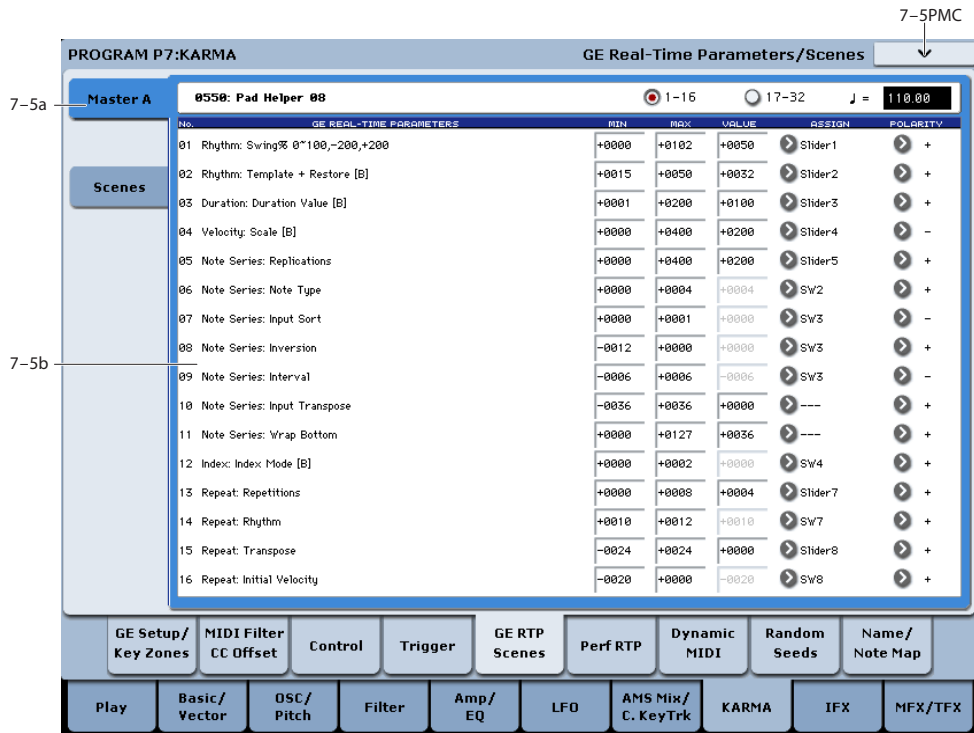 7–5PMC
PROGRAM P7:KARMA GE Real-Time Parameters/Scenes
7–5a
Master A
0550: Pad Helper 08 1-16 17-32 ♩ = 110.00
No. GE REAL-TIME PARAMETERS MIN MAX VALUE ASSIGN POLARITY
01 Rhythm: Swing% 0~100,-200,+200 +0000 +0102 +0050 Slider1 +
02 Rhythm: Template + Restore [B] +0015 +0050 +0032 Slider2 +
Scenes
03 Duration: Duration Value [B] +0001 +0200 +0100 Slider3 +
04 Velocity: Scale [B] +0000 +0400 +0200 Slider4 -
05 Note Series: Replications +0000 +0400 +0200 Slider5 +
06 Note Series: Note Type +0000 +0004 +0004 SW2 +
07 Note Series: Input Sort +0000 +0001 +0000 SW3 -
08 Note Series: Inversion -0012 +0000 +0000 SW3 +
7–5b
09 Note Series: Interval -0006 +0006 -0006 SW3 -
10 Note Series: Input Transpose -0036 +0036 +0000 --- +
11 Note Series: Wrap Bottom +0000 +0127 +0036 --- +
12 Index: Index Mode [B] +0000 +0002 +0000 SW4 +
13 Repeat: Repetitions +0000 +0008 +0004 Slider7 +
14 Repeat: Rhythm +0010 +0012 +0010 SW7 +
15 Repeat: Transpose -0024 +0024 +0000 Slider8 +
16 Repeat: Initial Velocity -0020 +0000 -0020 SW8 +
GE Setup/ MIDI Filter Control Trigger GE RTP Perf RTP Dynamic Random Name/
Key Zones CC Offset Scenes MIDI Seeds Note Map
Play Basic/ OSC/ Filter Amp/ LFO AMS Mix/ KARMA IFX MFX/TFX
Vector Pitch EQ C. KeyTrk